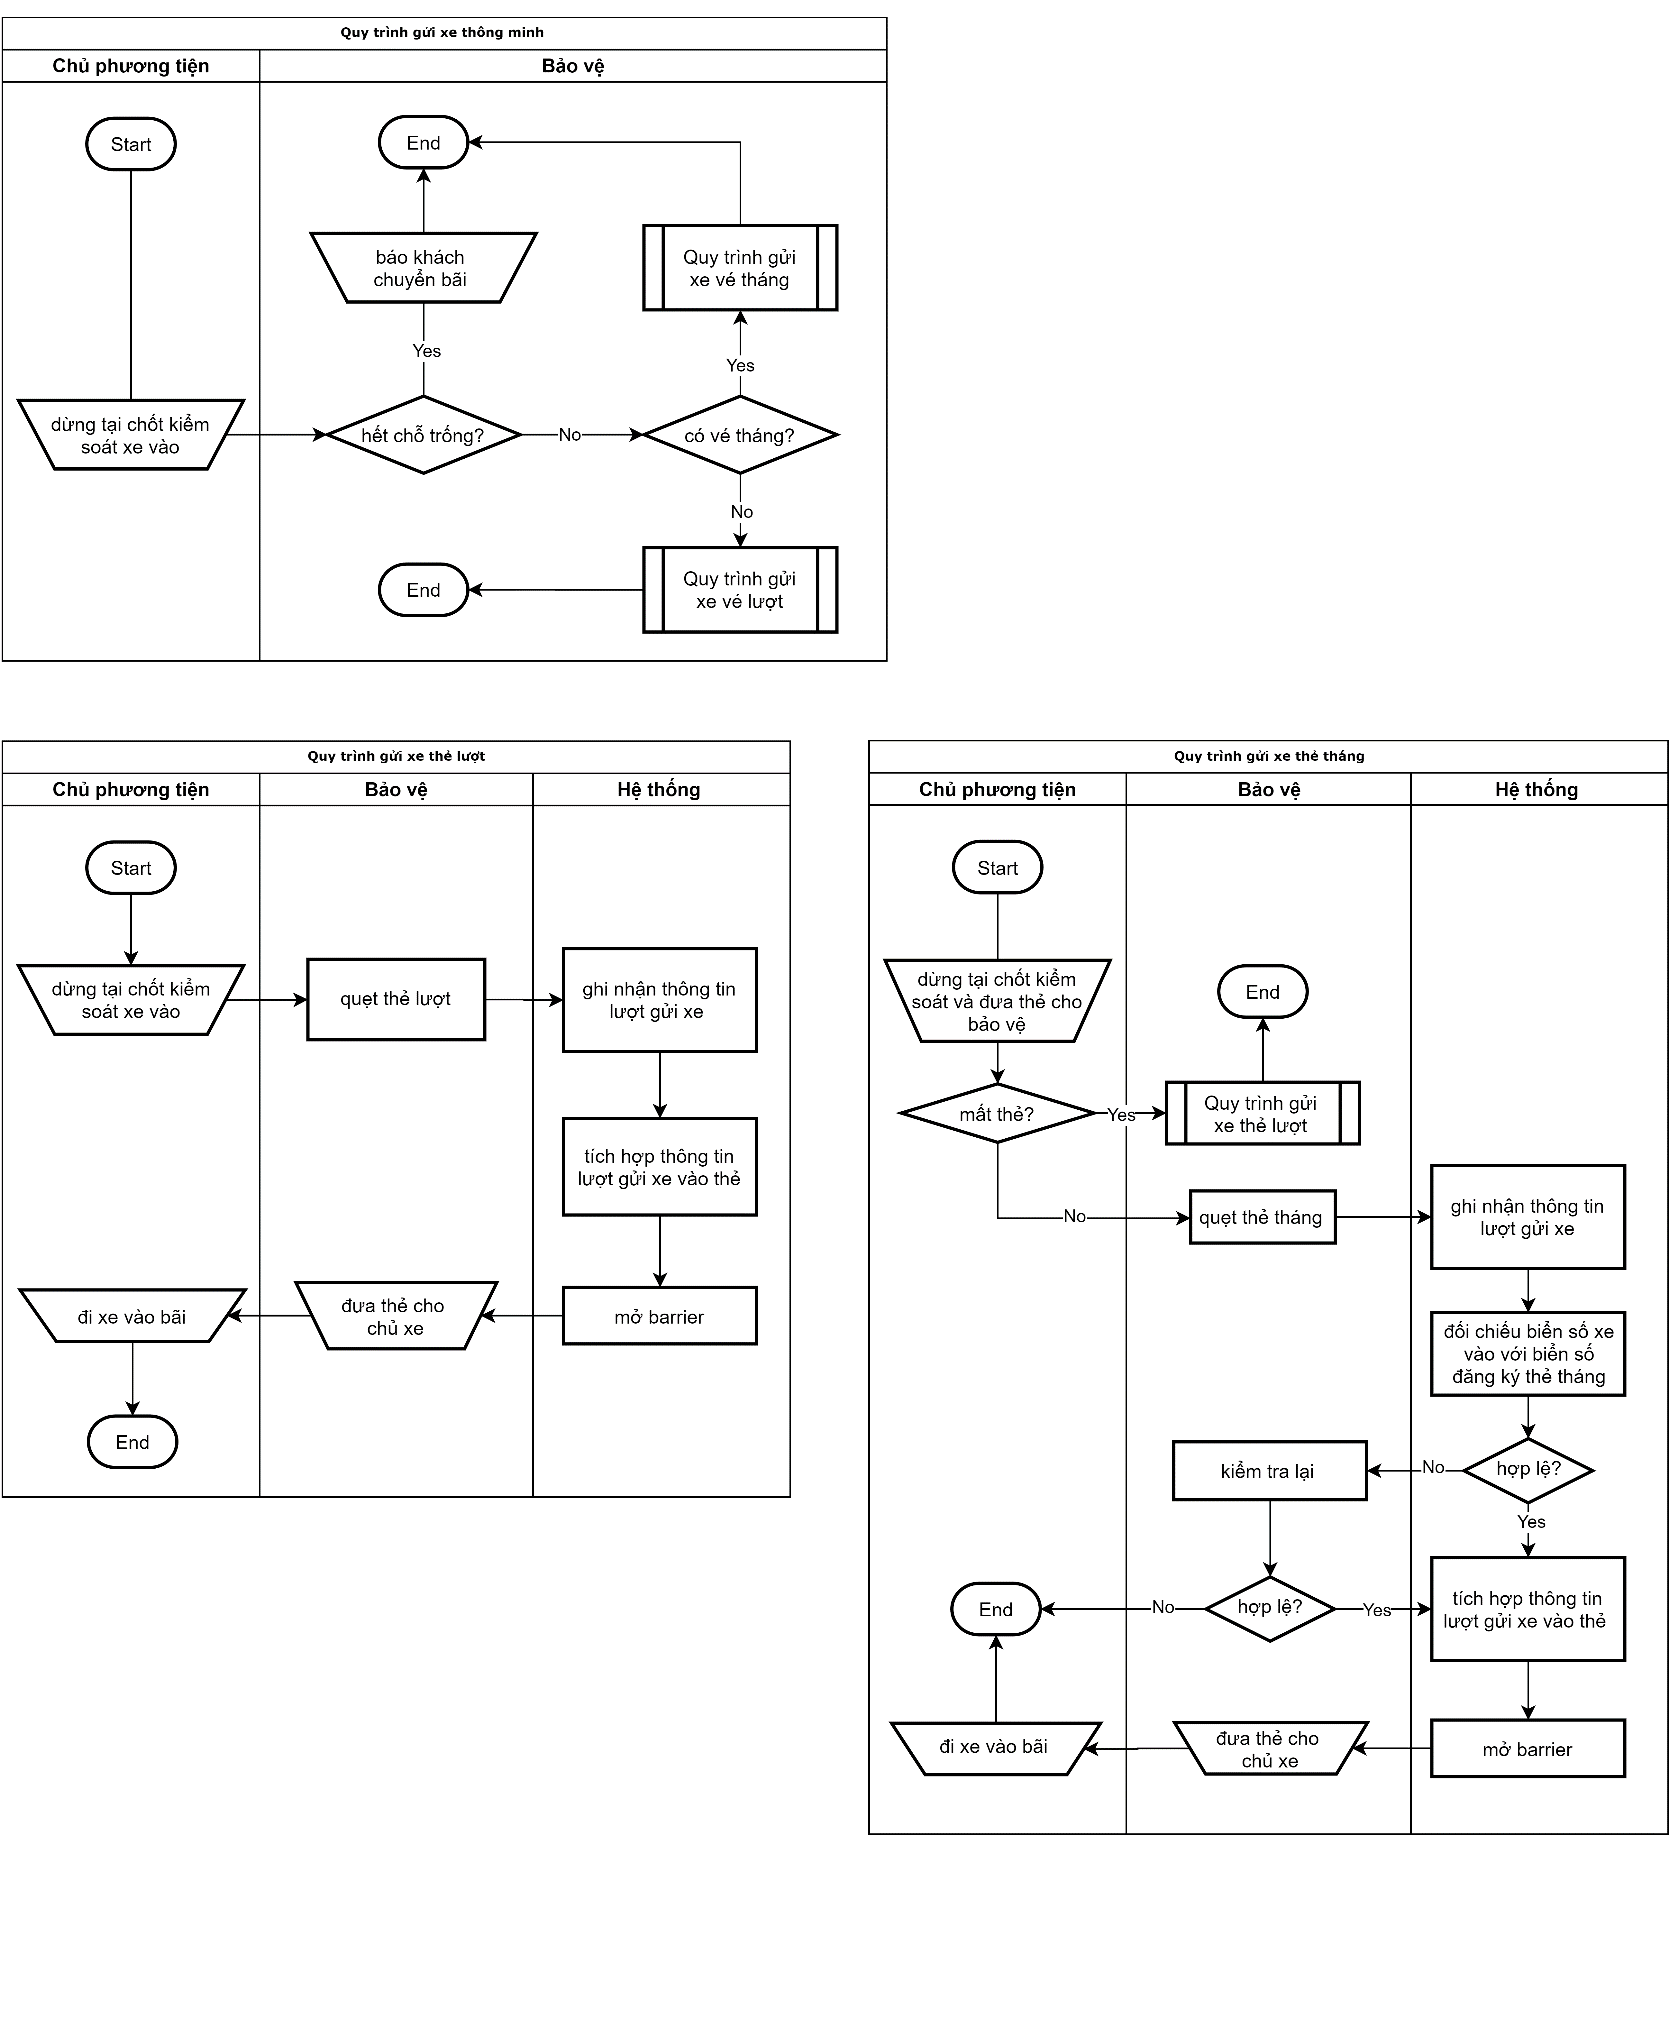 Quy trình gửi xe thông minh
Chủ phương tiện
Bảo vệ
Start
End
báo khách
chuyển bãi
Quy trình gửi
xe vé tháng
Yes
Yes
dừng tại chốt kiểm
soát xe vào
hết chỗ trống?
No
có vé tháng?
No
End
Quy trình gửi
xe vé lượt
Quy trình gửi xe thẻ lượt
Chủ phương tiện
Bảo vệ
Hệ thống
Start
dừng tại chốt kiểm
soát xe vào
quẹt thẻ lượt
ghi nhận thông tin
lượt gửi xe
tích hợp thông tin
lượt gửi xe vào thẻ
đi xe vào bãi
đưa thẻ cho
chủ xe
mở barrier
End
Quy trình gửi xe thẻ tháng
Chủ phương tiện
Bảo vệ
Hệ thống
Start
dừng tại chốt kiểm
soát và đưa thẻ cho
bảo vệ
End
mất thẻ?
Yes
Quy trình gửi
xe thẻ lượt
No
quẹt thẻ tháng
ghi nhận thông tin
lượt gửi xe
đối chiếu biển số xe
vào với biển số
đăng ký thẻ tháng
kiểm tra lại
No
hợp lệ?
Yes
End
No
hợp lệ?
Yes
tích hợp thông tin
lượt gửi xe vào thẻ
đi xe vào bãi
đưa thẻ cho
chủ xe
mở barrier